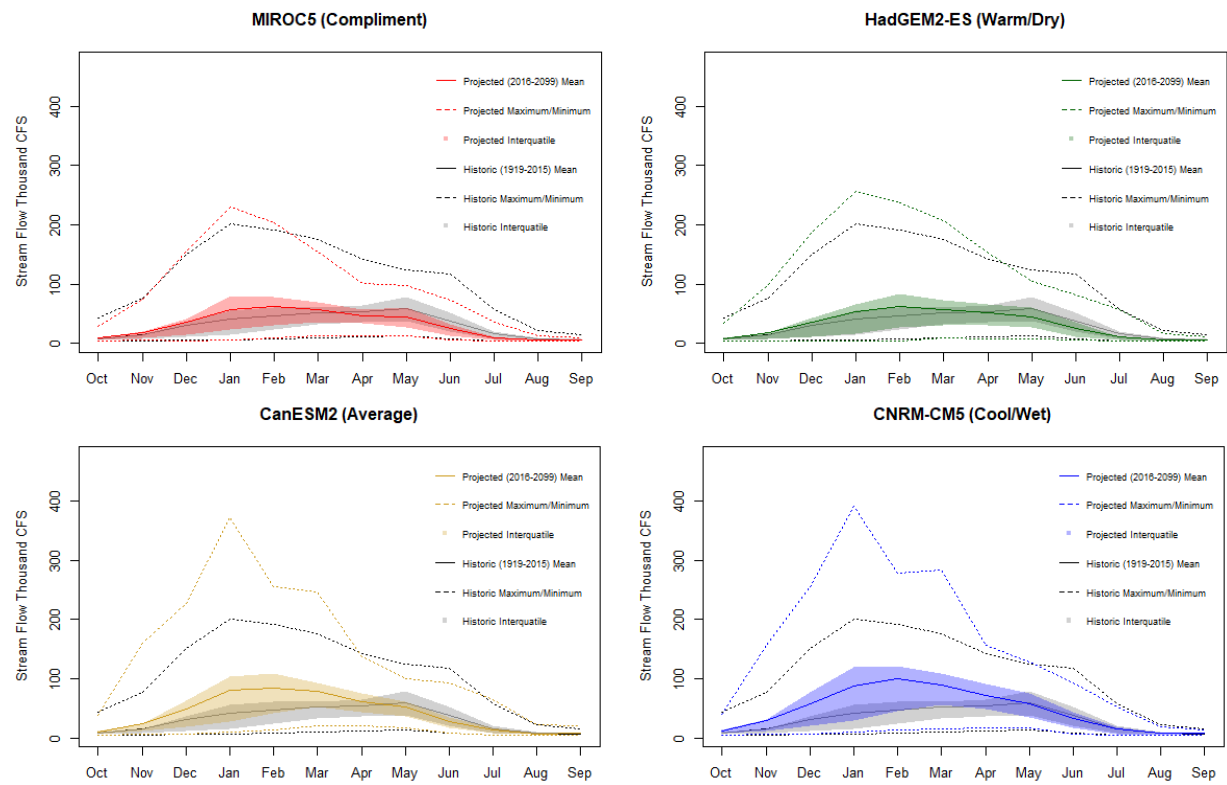 MIROC5 (Compliment)
Stream Flow Thousand CFS
400
300
200
100
0
Projected (2016-2099) Mean
Projected Maximum/Minimum
Projected Interquatile
Historic (1919-2015) Mean
Historic Maximum/Minimum
Historic Interquatile
Oct Nov Dec Jan Feb Mar Apr May Jun Jul Aug Sep
HadGEM2-ES (Warm/Dry)
Stream Flow Thousand CFS
400
300
200
100
0
Projected (2016-2099) Mean
Projected Maximum/Minimum
Projected Interquatile
Historic (1919-2015) Mean
Historic Maximum/Minimum
Historic Interquatile
Oct Nov Dec Jan Feb Mar Apr May Jun Jul Aug Sep
CanESM2 (Average)
Stream Flow Thousand CFS
400
300
200
100
0
Projected (2016-2099) Mean
Projected Maximum/Minimum
Projected Interquatile
Historic (1919-2015) Mean
Historic Maximum/Minimum
Historic Interquatile
Oct Nov Dec Jan Feb Mar Apr May Jun Jul Aug Sep
CNRM-CM5 (Cool/Wet)
Stream Flow Thousand CFS
400
300
200
100
0
Projected (2016-2099) Mean
Projected Maximum/Minimum
Projected Interquatile
Historic (1919-2015) Mean
Historic Maximum/Minimum
Historic Interquatile
Oct Nov Dec Jan Feb Mar Apr May Jun Jul Aug Sep